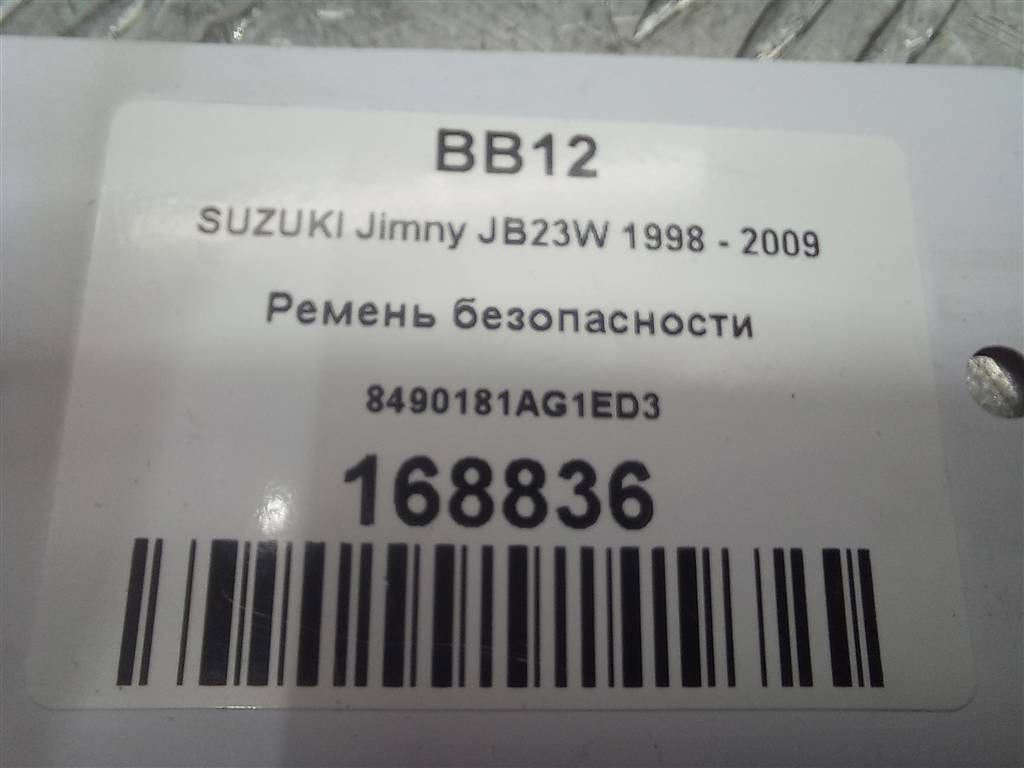 BB12
SUZUKI Jimny JB23W 1998 - 2009
Ремень безопасности
8490181AG1ED3
168836